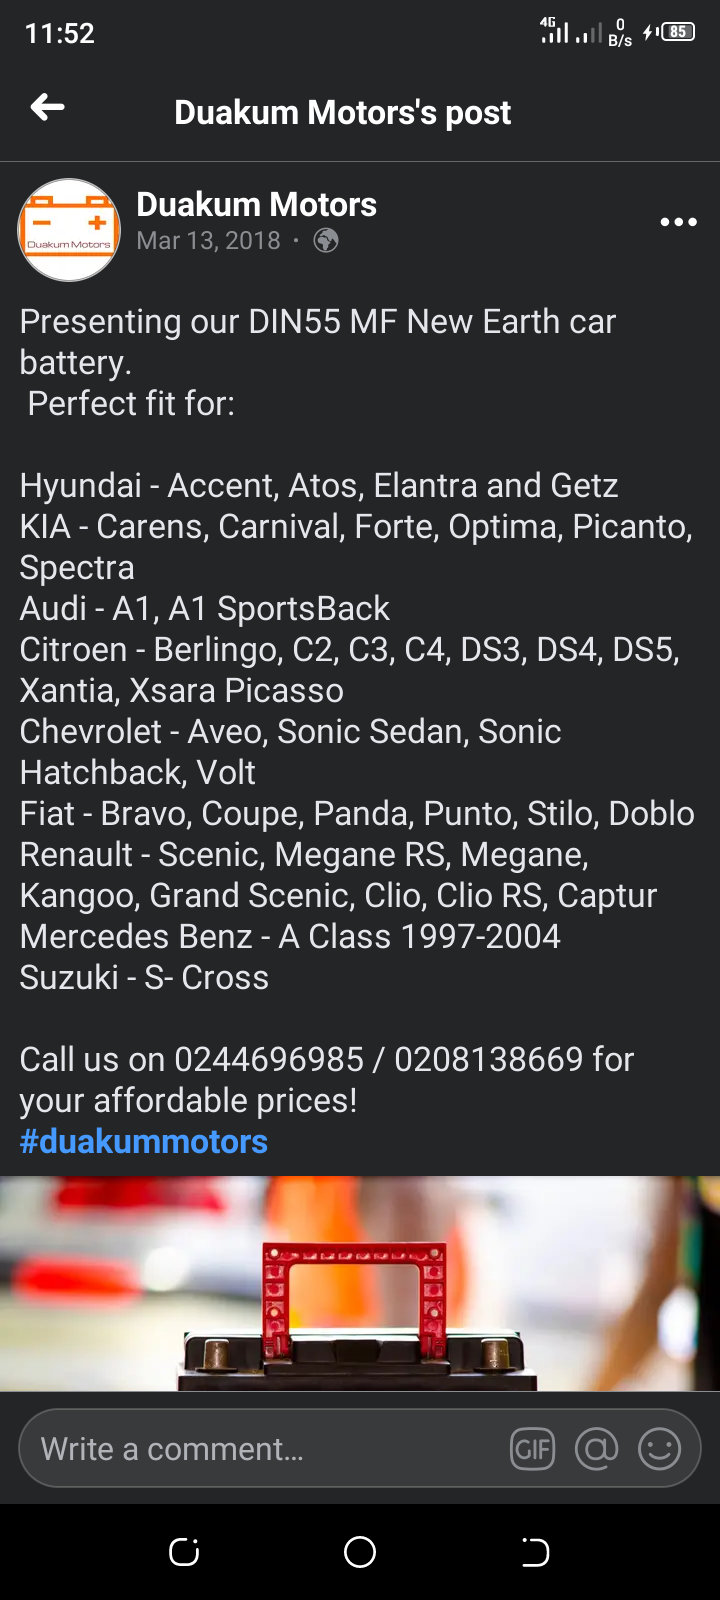 11:52
4G
0
B/s
85
Duakum Motors's post
Duakum Motors
Duakum Motors
Mar 13, 2018 ·
Presenting our DIN55 MF New Earth car
battery.
Perfect fit for:
Hyundai - Accent, Atos, Elantra and Getz
KIA - Carens, Carnival, Forte, Optima, Picanto,
Spectra
Audi - A1, A1 SportsBack
Citroen - Berlingo, C2, C3, C4, DS3, DS4, DS5,
Xantia, Xsara Picasso
Chevrolet - Aveo, Sonic Sedan, Sonic
Hatchback, Volt
Fiat - Bravo, Coupe, Panda, Punto, Stilo, Doblo
Renault - Scenic, Megane RS, Megane,
Kangoo, Grand Scenic, Clio, Clio RS, Captur
Mercedes Benz - A Class 1997-2004
Suzuki - S- Cross
Call us on 0244696985 / 0208138669 for
your affordable prices!
#duakummotors
Write a comment...
GIF
@